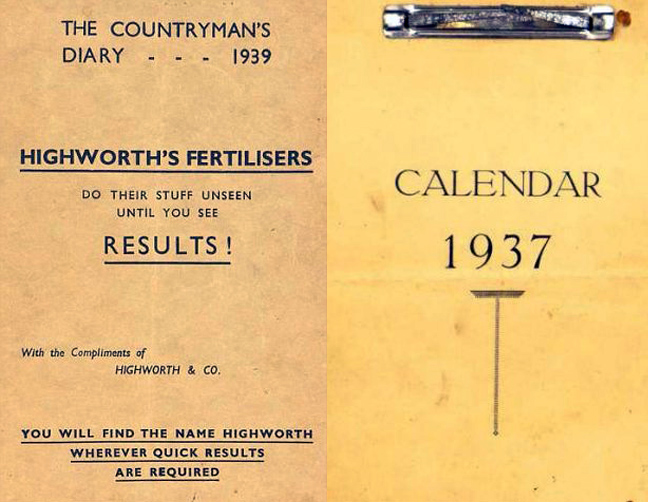 THE COUNTRYMAN'S
DIARY - - - 1939
HIGHWORTH'S FERTILISERS
DO THEIR STUFF UNSEEN
UNTIL YOU SEE
RESULTS !
With the Compliments of
HIGHWORTH & CO.
YOU WILL FIND THE NAME HIGHWORTH
WHEREVER QUICK RESULTS
ARE REQUIRED
CALENDAR
1937